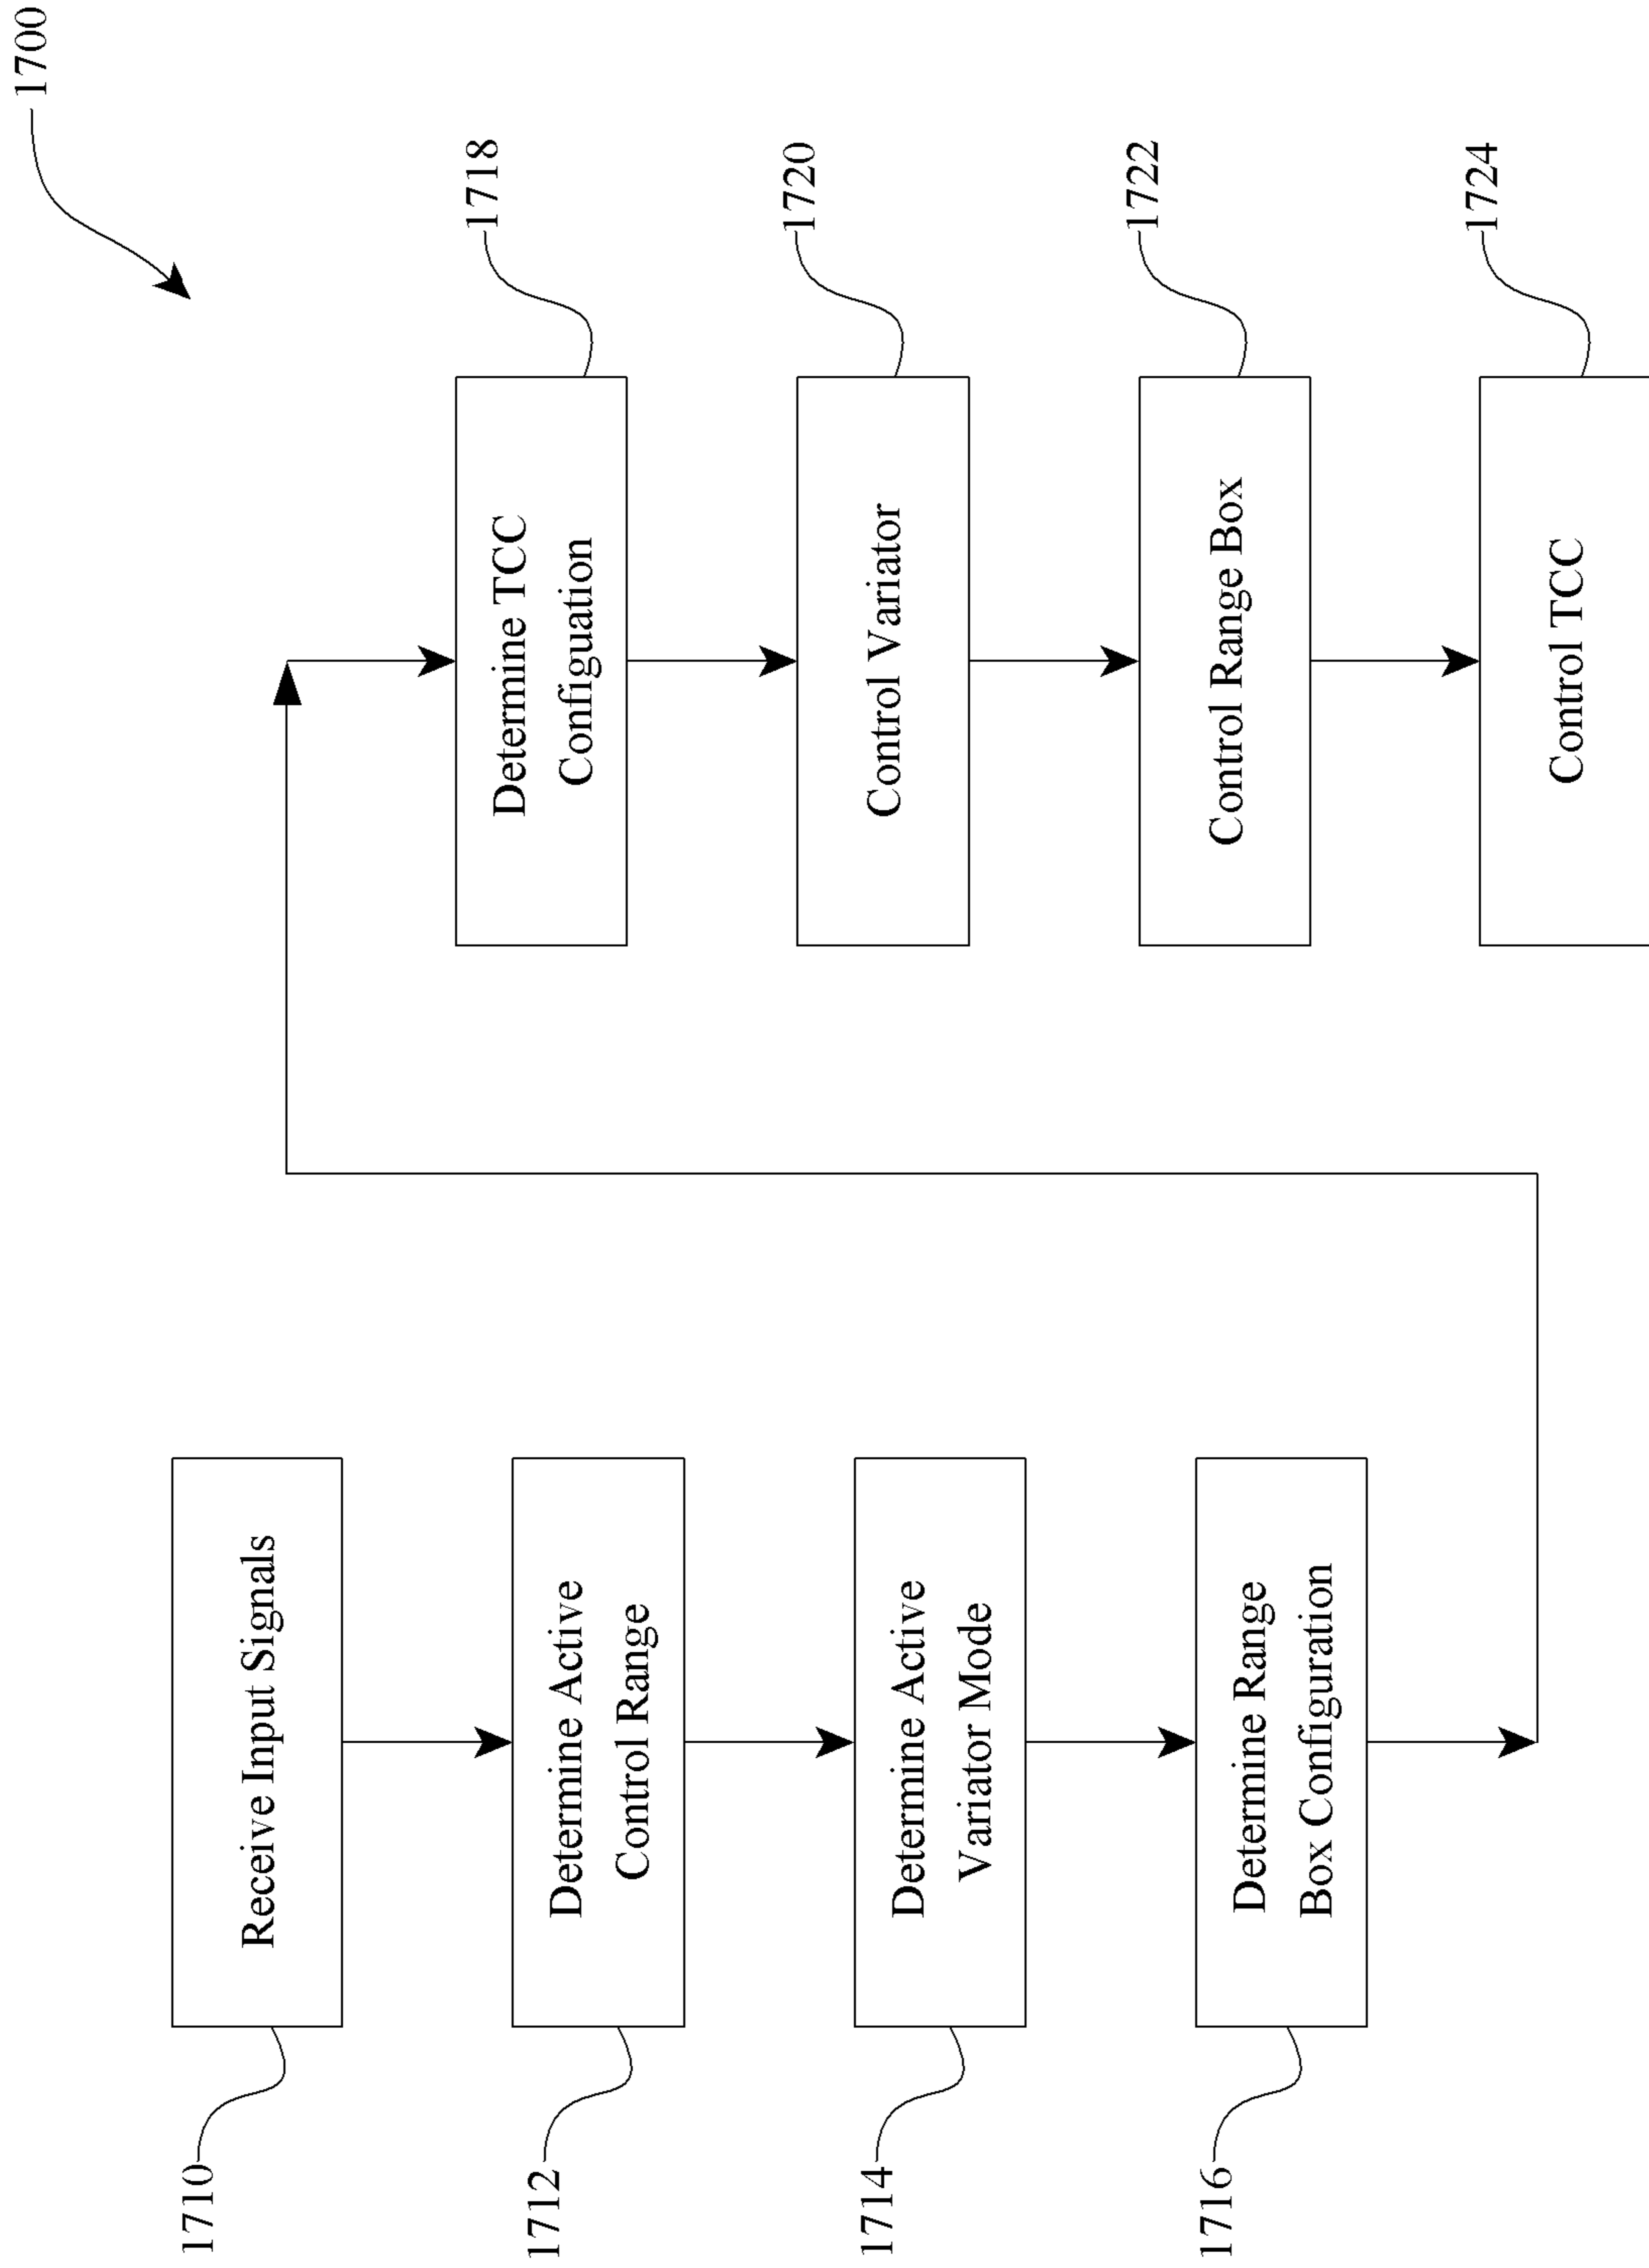 1700
1710
Receive Input Signals
1712
Determine Active
Control Range
1714
Determine Active
Variator Mode
1716
Determine Range
Box Configuration
1718
Determine TCC
Configuation
1720
Control Variator
1722
Control Range Box
1724
Control TCC